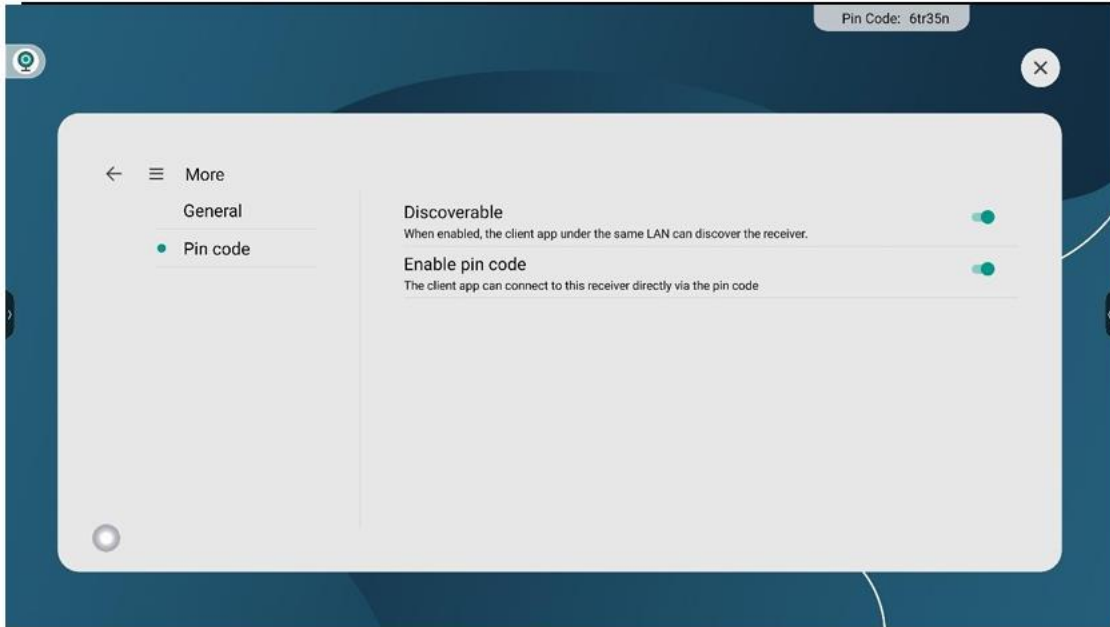 Pin Code: 6tr35n
More
General
Pin code
Discoverable
When enabled, the client app under the same LAN can discover the receiver.
Enable pin code
The client app can connect to this receiver directly via the pin code